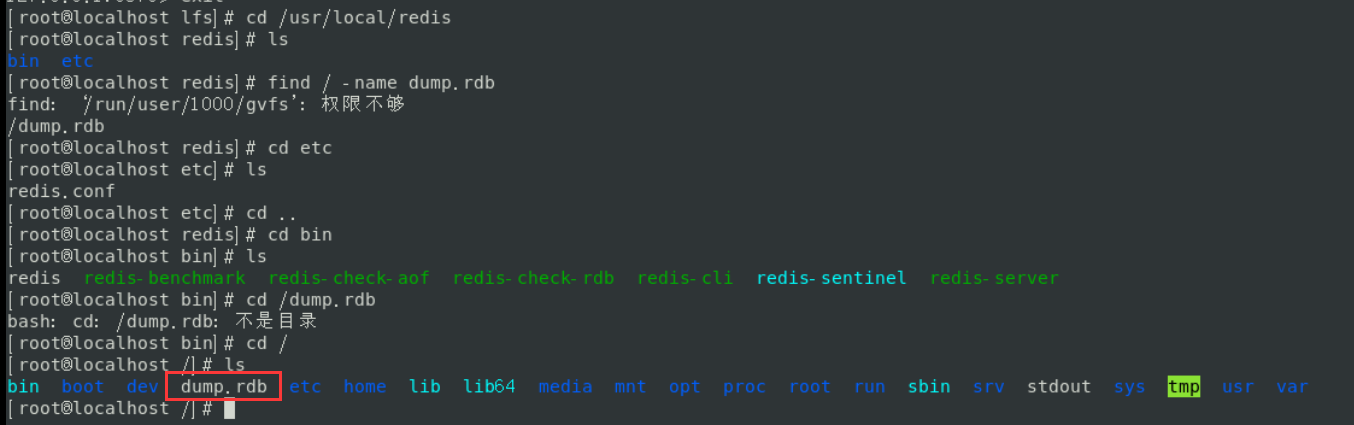 [root@localhost lfs]# cd /usr/local/redis
[root@localhost redis]# ls
bin etc
[root@localhost redis]# find / -name dump.rdb
find: ‘/run/user/1000/gvfs’: 权限不够
/dump.rdb
[root@localhost redis]# cd etc
[root@localhost etc]# ls
redis.conf
[root@localhost etc]# cd ..
[root@localhost redis]# cd bin
[root@localhost bin]# ls
redis redis-benchmark redis-check-aof redis-check-rdb redis-cli redis-sentinel redis-server
[root@localhost bin]# cd /dump.rdb
bash: cd: /dump.rdb: 不是目录
[root@localhost bin]# cd /
[root@localhost /]# ls
bin boot dev dump.rdb etc home lib lib64 media mnt opt proc root run sbin srv stdout sys tmp usr var
[root@localhost /]#